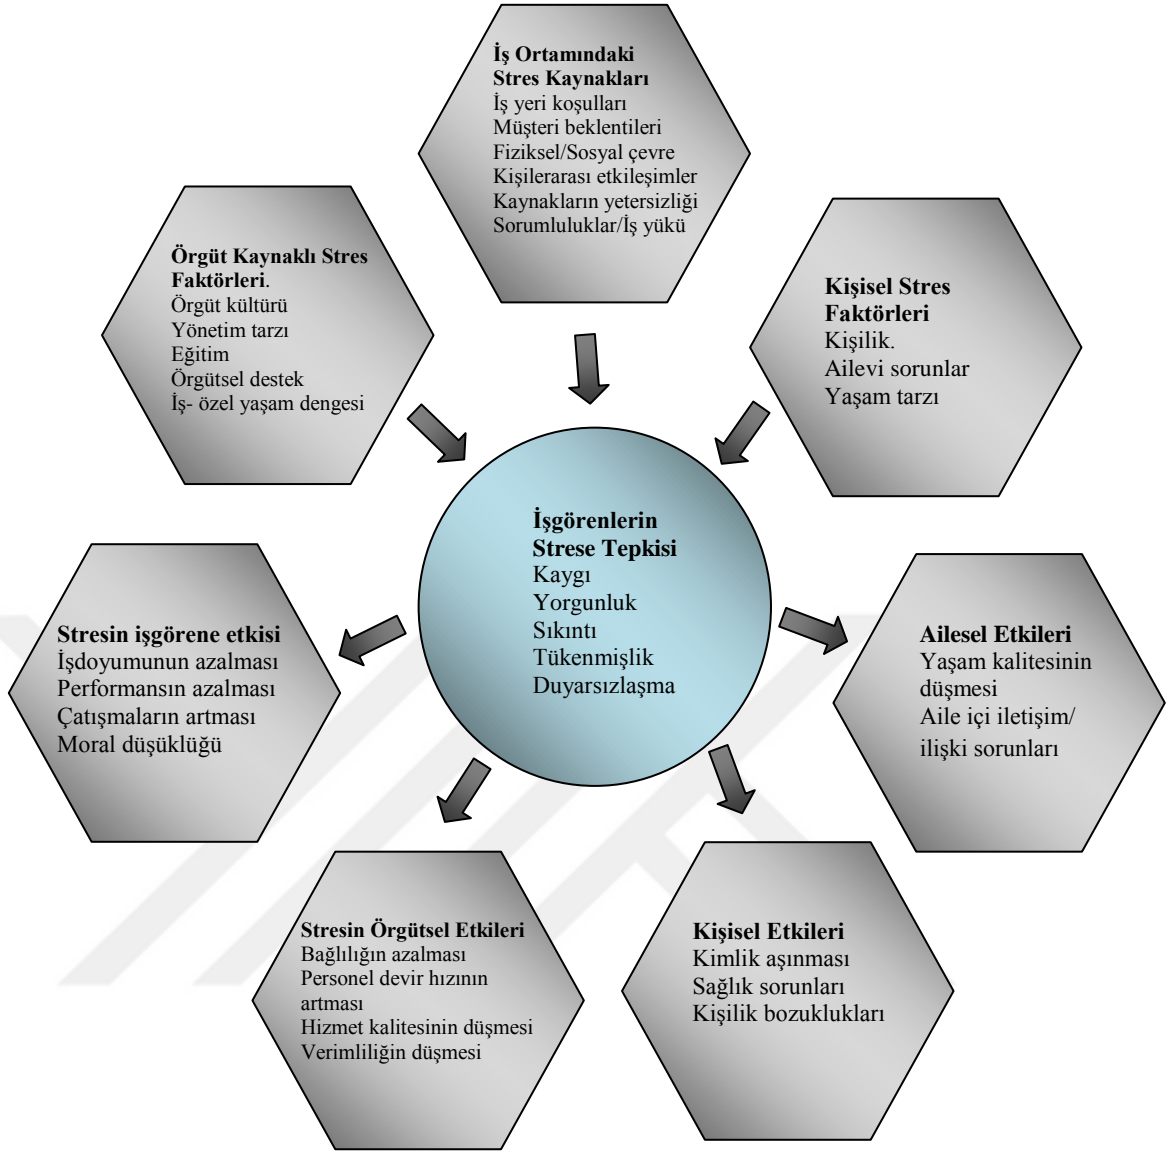 İş Ortamındaki
Stres Kaynakları
İş yeri koşulları
Müşteri beklentileri
Fiziksel/Sosyal çevre
Kişilerarası etkileşimler
Kaynakların yetersizliği
Sorumluluklar/İş yükü
Örgüt Kaynaklı Stres
Faktörleri.
Örgüt kültürü
Yönetim tarzı
Eğitim
Örgütsel destek
İş- özel yaşam dengesi
Kişisel Stres
Faktörleri
Kişilik.
Ailevi sorunlar
Yaşam tarzı
İşgörenlerin
Strese Tepkisi
Kaygı
Yorgunluk
Sıkıntı
Tükenmişlik
Duyarsızlaşma
Stresin işgörene etkisi
İşdoyumunun azalması
Performansın azalması
Çatışmaların artması
Moral düşüklüğü
Ailesel Etkileri
Yaşam kalitesinin
düşmesi
Aile içi iletişim/
ilişki sorunları
Stresin Örgütsel Etkileri
Bağlılığın azalması
Personel devir hızının
artması
Hizmet kalitesinin düşmesi
Verimliliğin düşmesi
Kişisel Etkileri
Kimlik aşınması
Sağlık sorunları
Kişilik bozuklukları